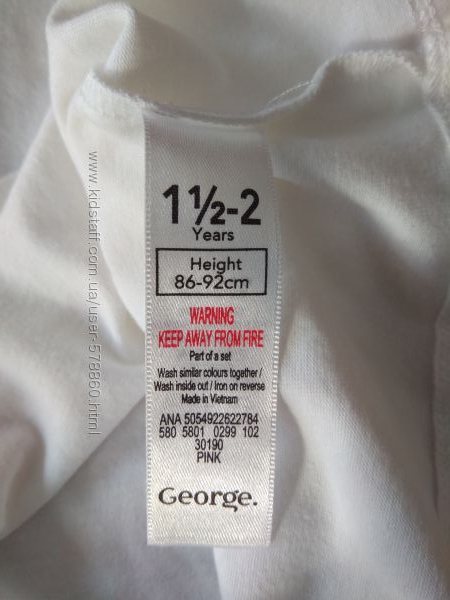 1½-2
Years
Height
86-92cm
WARNING
KEEP AWAY FROM FIRE
Part of a set
Wash similar colours together /
Wash inside out / Iron on reverse
Made in Vietnam
ANA 5054922622784
580 5801 0299 102
30190
PINK
George.
www.kidstaff.com.ua/user-578860.html